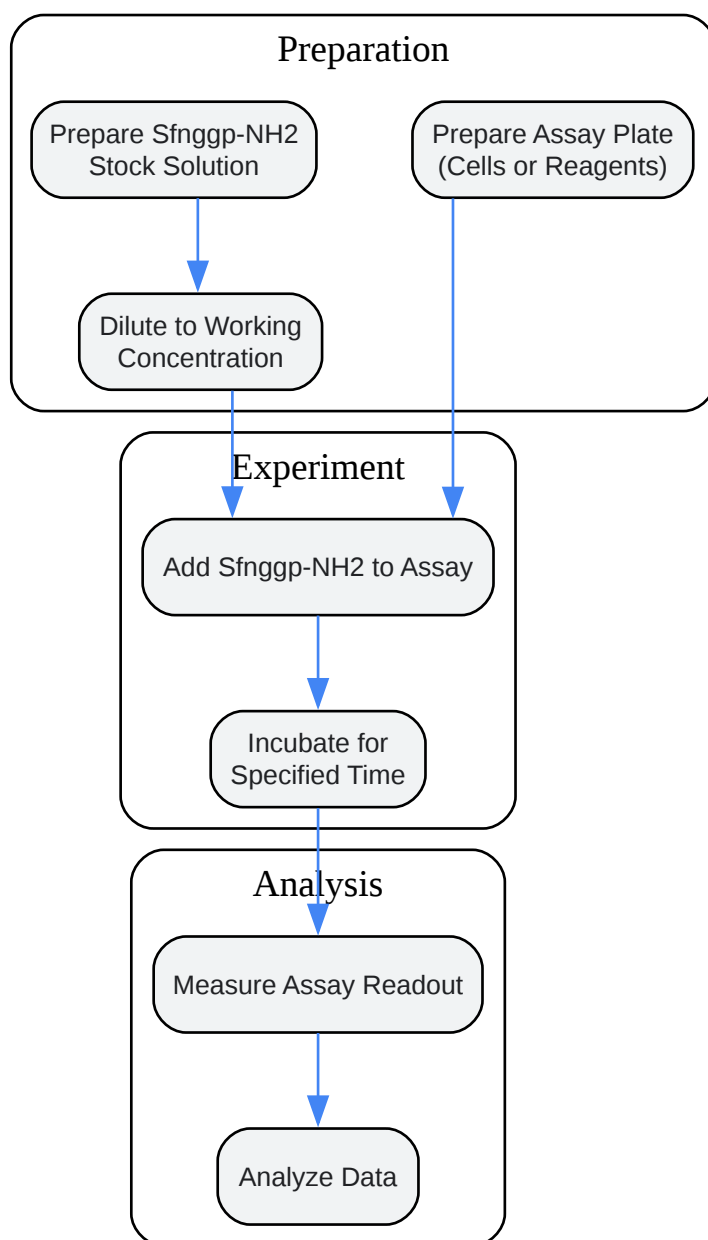 Preparation
Prepare Sfnggp-NH2
Stock Solution
Prepare Assay Plate
(Cells or Reagents)
Dilute to Working
Concentration
Experiment
Add Sfnggp-NH2 to Assay
Incubate for
Specified Time
Analysis
Measure Assay Readout
Analyze Data